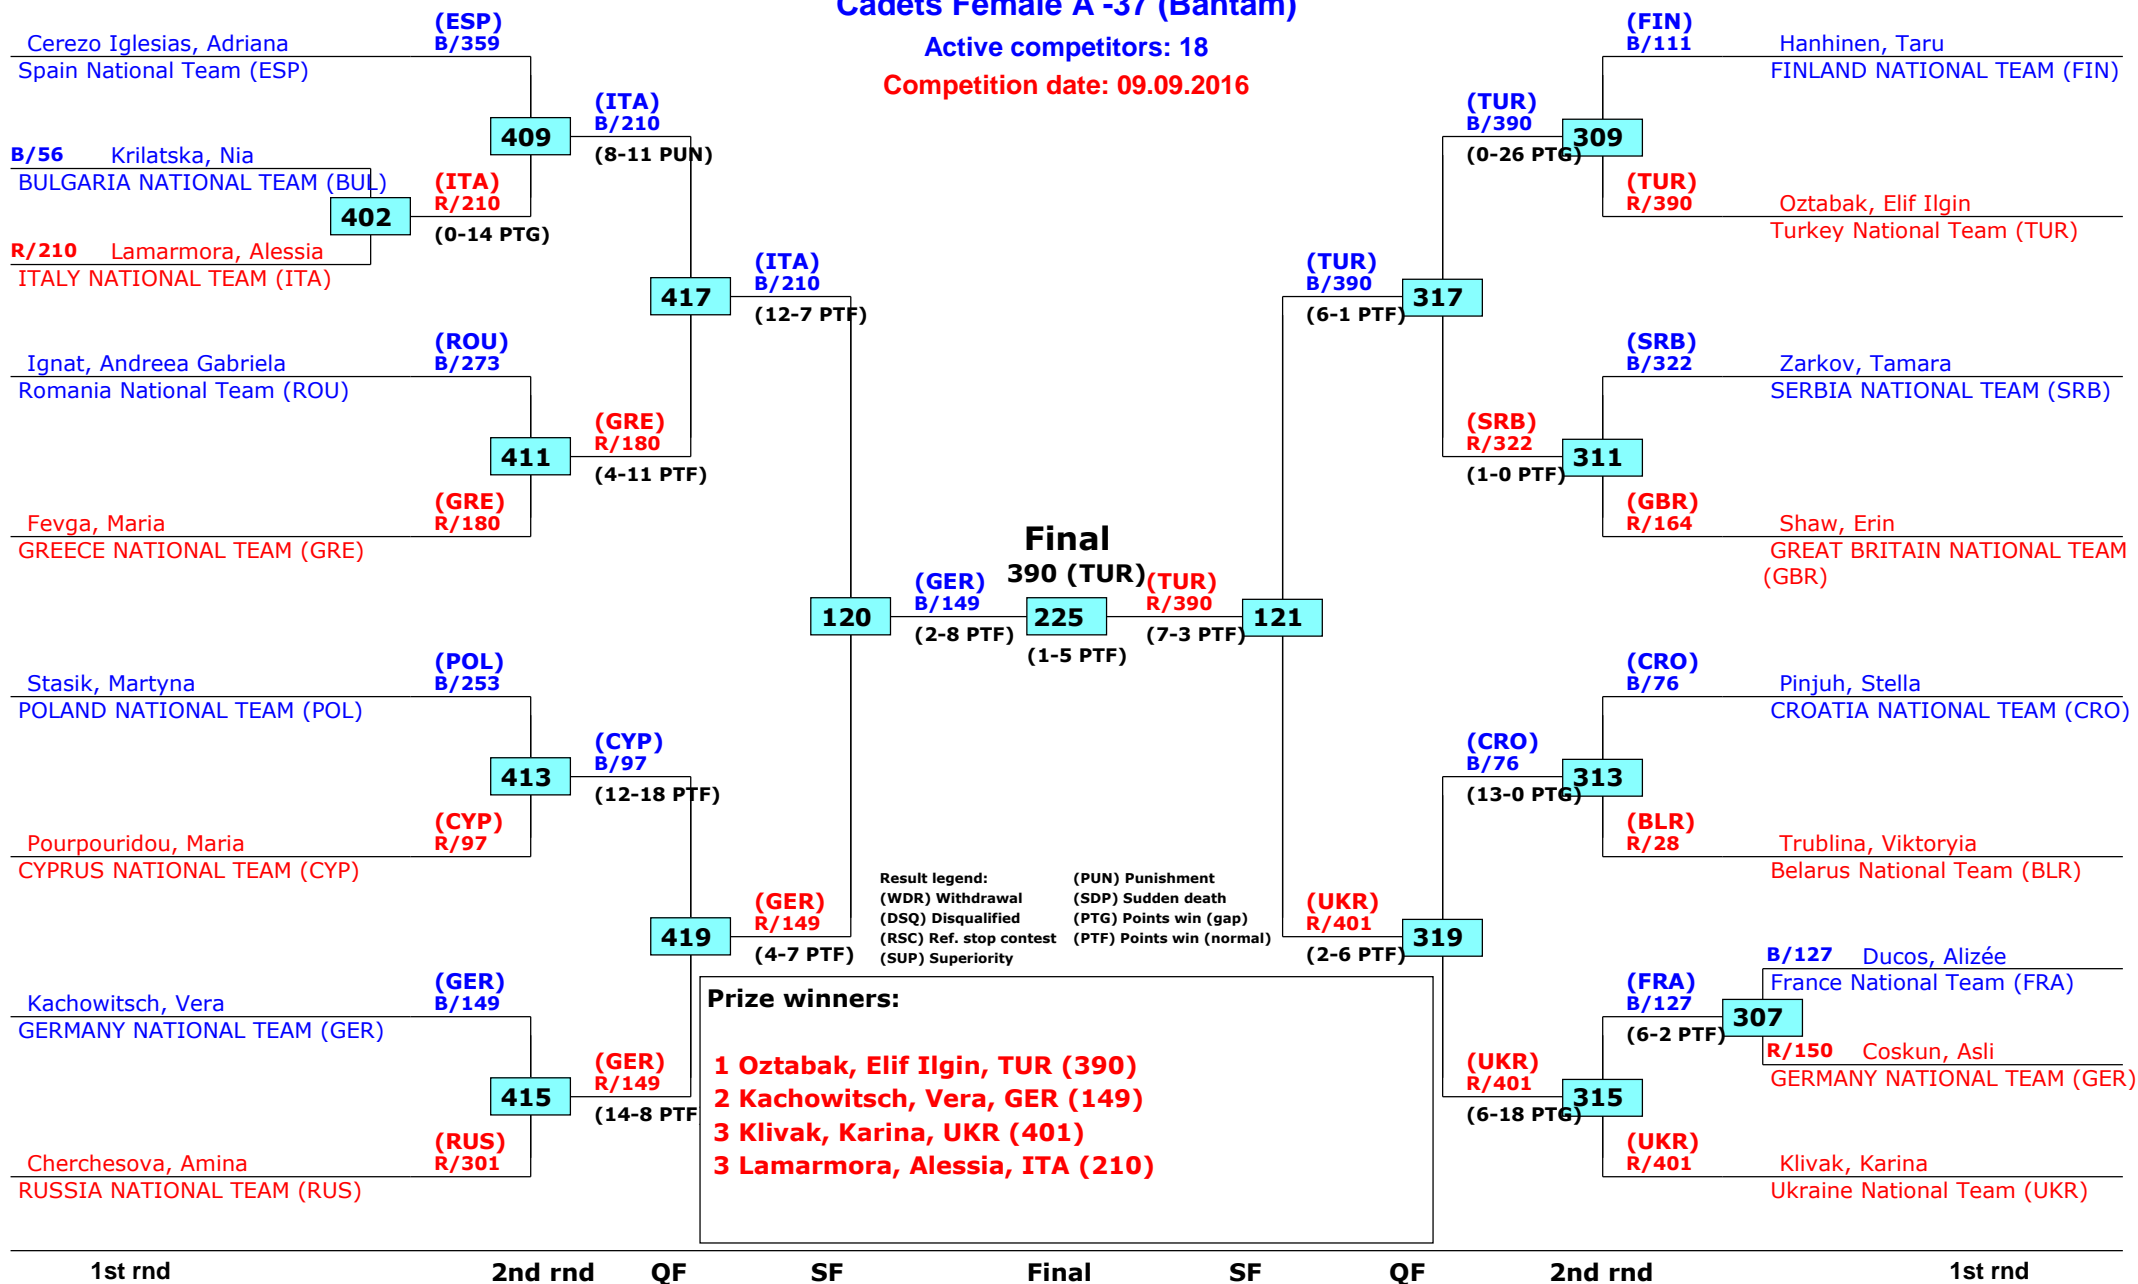 Cadets Female A -37 (Bantam)
Active competitors: 18
Competition date: 09.09.2016
(ESP)
B/359
Cerezo Iglesias, Adriana
Spain National Team (ESP)
409
(ITA)
B/210
(8-11 PUN)
B/56 Krilatska, Nia
BULGARIA NATIONAL TEAM (BUL)
402
(ITA)
R/210
(0-14 PTG)
R/210 Lamarmora, Alessia
ITALY NATIONAL TEAM (ITA)
417
(ITA)
B/210
(12-7 PTF)
(ROU)
B/273
Ignat, Andreea Gabriela
Romania National Team (ROU)
411
(GRE)
R/180
(4-11 PTF)
(GRE)
R/180
Fevga, Maria
GREECE NATIONAL TEAM (GRE)
120
(GER)
B/149
(2-8 PTF)
(POL)
B/253
Stasik, Martyna
POLAND NATIONAL TEAM (POL)
413
(CYP)
B/97
(12-18 PTF)
(CYP)
R/97
Pourpouridou, Maria
CYPRUS NATIONAL TEAM (CYP)
419
(GER)
R/149
(4-7 PTF)
(GER)
B/149
Kachowitsch, Vera
GERMANY NATIONAL TEAM (GER)
415
(GER)
R/149
(14-8 PTF
(RUS)
R/301
Cherchesova, Amina
RUSSIA NATIONAL TEAM (RUS)
Final
390 (TUR)
225
(1-5 PTF)
(TUR)
R/390
(7-3 PTF)
121
(FIN)
B/111
Hanhinen, Taru
FINLAND NATIONAL TEAM (FIN)
(TUR)
B/390
(0-26 PTG)
309
(TUR)
R/390
Oztabak, Elif Ilgin
Turkey National Team (TUR)
(TUR)
B/390
(6-1 PTF)
317
(SRB)
B/322
Zarkov, Tamara
SERBIA NATIONAL TEAM (SRB)
(SRB)
R/322
(1-0 PTF)
311
(GBR)
R/164
Shaw, Erin
GREAT BRITAIN NATIONAL TEAM
(GBR)
(CRO)
B/76
Pinjuh, Stella
CROATIA NATIONAL TEAM (CRO)
(CRO)
B/76
(13-0 PTG)
313
(BLR)
R/28
Trublina, Viktoryia
Belarus National Team (BLR)
(UKR)
R/401
(2-6 PTF)
319
B/127 Ducos, Alizée
France National Team (FRA)
(FRA)
B/127
(6-2 PTF)
307
R/150 Coskun, Asli
GERMANY NATIONAL TEAM (GER)
(UKR)
R/401
(6-18 PTG)
315
(UKR)
R/401
Klivak, Karina
Ukraine National Team (UKR)
Result legend: (PUN) Punishment
(WDR) Withdrawal (SDP) Sudden death
(DSQ) Disqualified (PTG) Points win (gap)
(RSC) Ref. stop contest (PTF) Points win (normal)
(SUP) Superiority
Prize winners:
1 Oztabak, Elif Ilgin, TUR (390)
2 Kachowitsch, Vera, GER (149)
3 Klivak, Karina, UKR (401)
3 Lamarmora, Alessia, ITA (210)
1st rnd 2nd rnd QF SF Final SF QF 2nd rnd 1st rnd